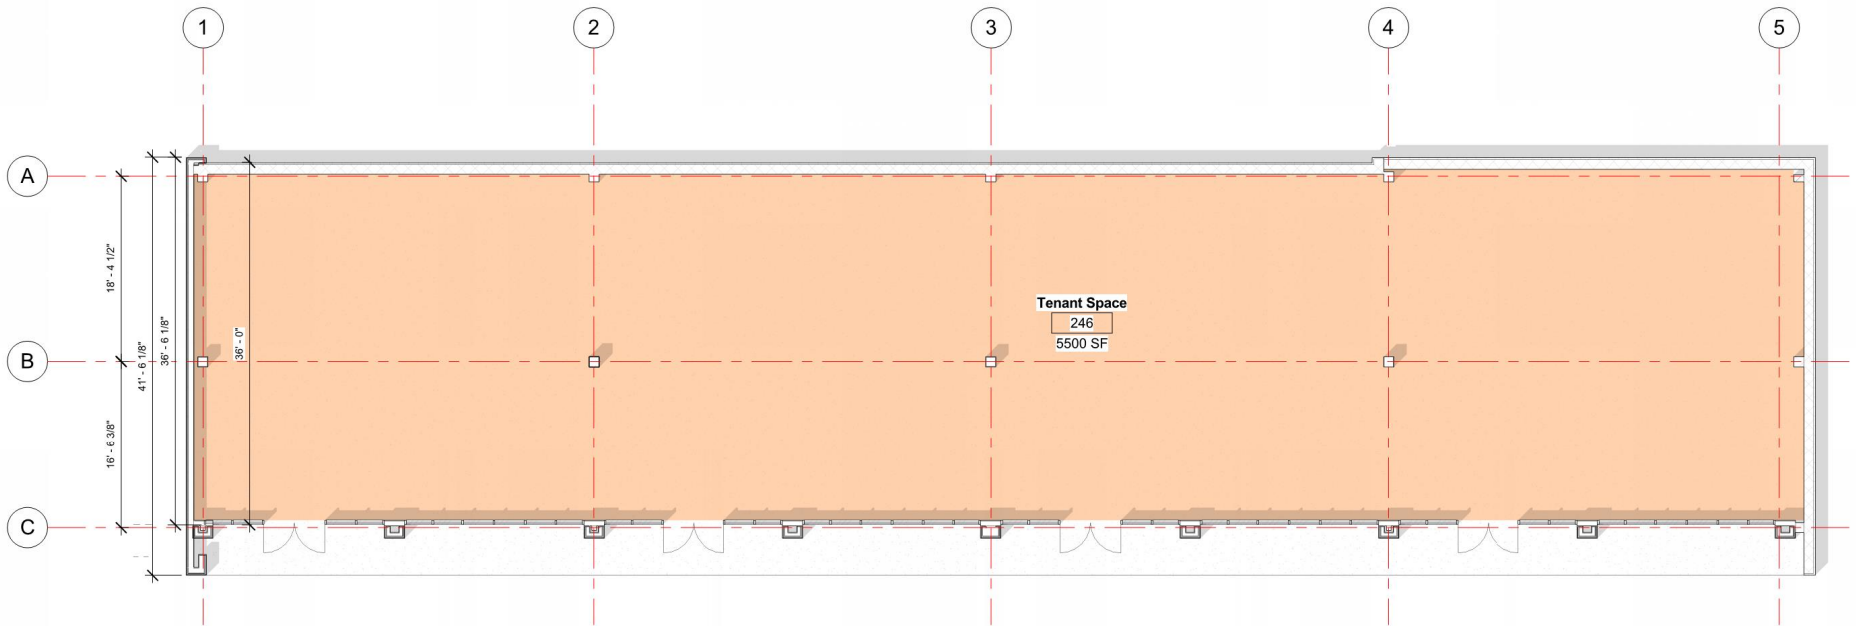 1
2
3
4
5
A
18' - 4 1/2"
36' - 6 1/8"
41' - 6 1/8"
36' - 0"
Tenant Space
246
5500 SF
B
16' - 6 3/8"
C